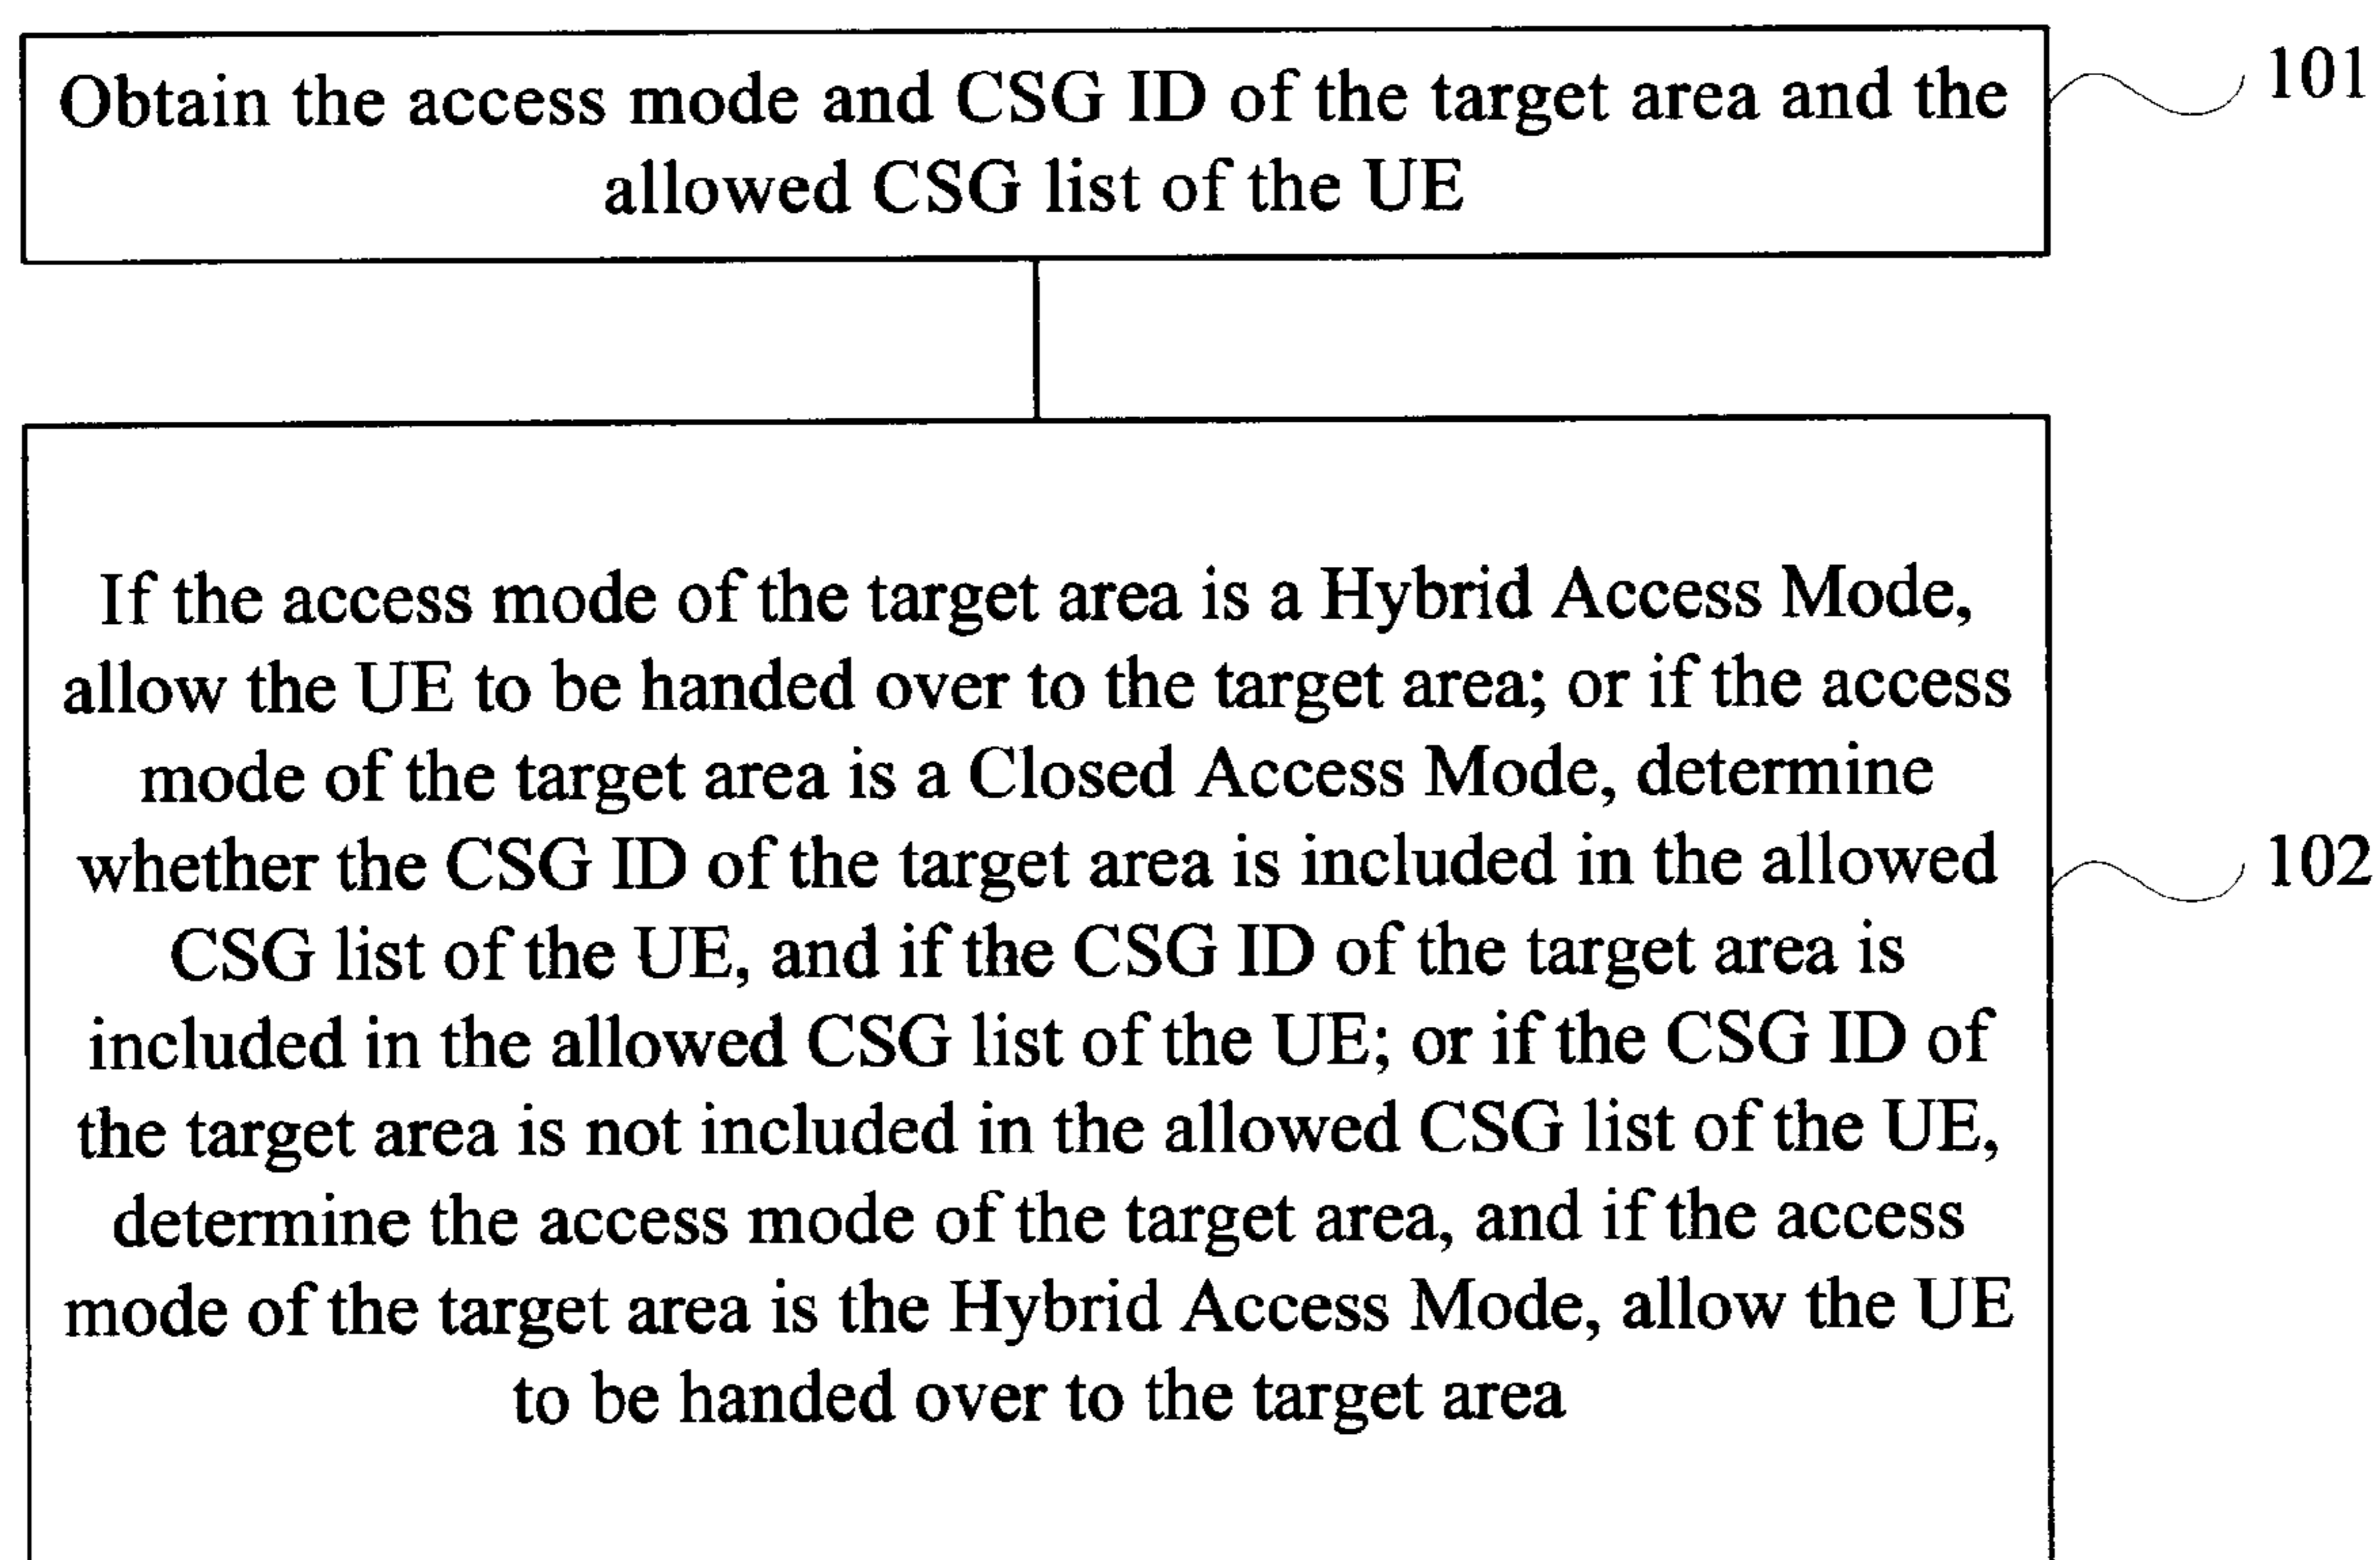 Obtain the access mode and CSG ID of the target area and the
allowed CSG list of the UE
101
If the access mode of the target area is a Hybrid Access Mode,
allow the UE to be handed over to the target area; or if the access
mode of the target area is a Closed Access Mode, determine
whether the CSG ID of the target area is included in the allowed
CSG list of the UE, and if the CSG ID of the target area is
included in the allowed CSG list of the UE; or if the CSG ID of
the target area is not included in the allowed CSG list of the UE,
determine the access mode of the target area, and if the access
mode of the target area is the Hybrid Access Mode, allow the UE
to be handed over to the target area
102